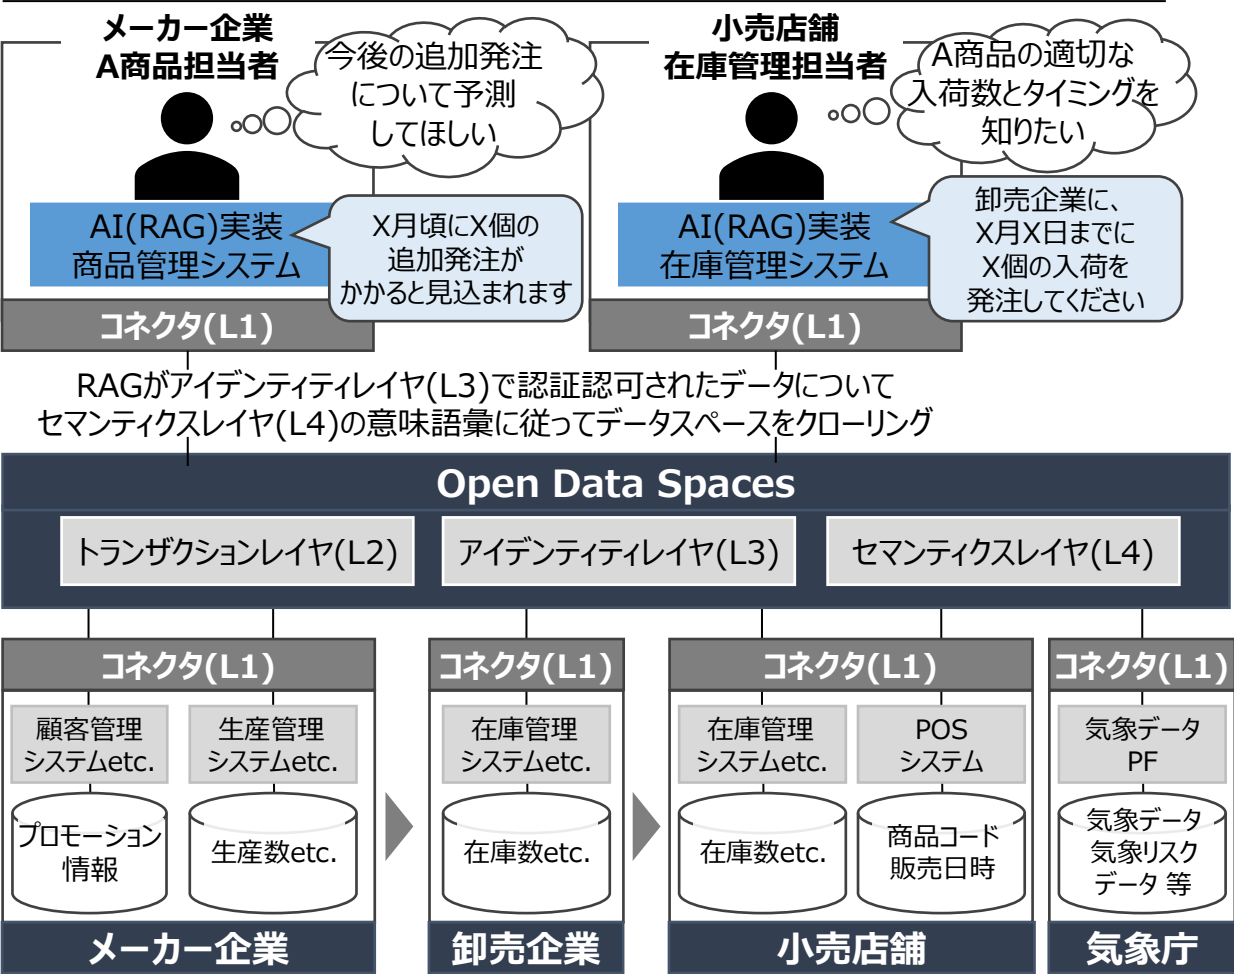 メーカー企業
A商品担当者
今後の追加発注
について予測
してほしい
AI(RAG)実装
商品管理システム
X月頃にX個の
追加発注が
かかると見込まれます
コネクタ(L1)
小売店舗
在庫管理担当者
A商品の適切な
入荷数とタイミングを
知りたい
AI(RAG)実装
在庫管理システム
卸売企業に、
X月X日までに
X個の入荷を
発注してください
コネクタ(L1)
RAGがアイデンティティレイヤ(L3)で認証認可されたデータについて
セマンティクスレイヤ(L4)の意味語彙に従ってデータスペースをクローリング
Open Data Spaces
トランザクションレイヤ(L2)
アイデンティティレイヤ(L3)
セマンティクスレイヤ(L4)
コネクタ(L1)
顧客管理
システムetc.
プロモーション
情報
生産管理
システムetc.
生産数etc.
メーカー企業
コネクタ(L1)
在庫管理
システムetc.
在庫数etc.
卸売企業
コネクタ(L1)
在庫管理
システムetc.
在庫数etc.
POS
システム
商品コード
販売日時
小売店舗
コネクタ(L1)
気象データ
PF
気象データ
気象リスク
データ 等
気象庁